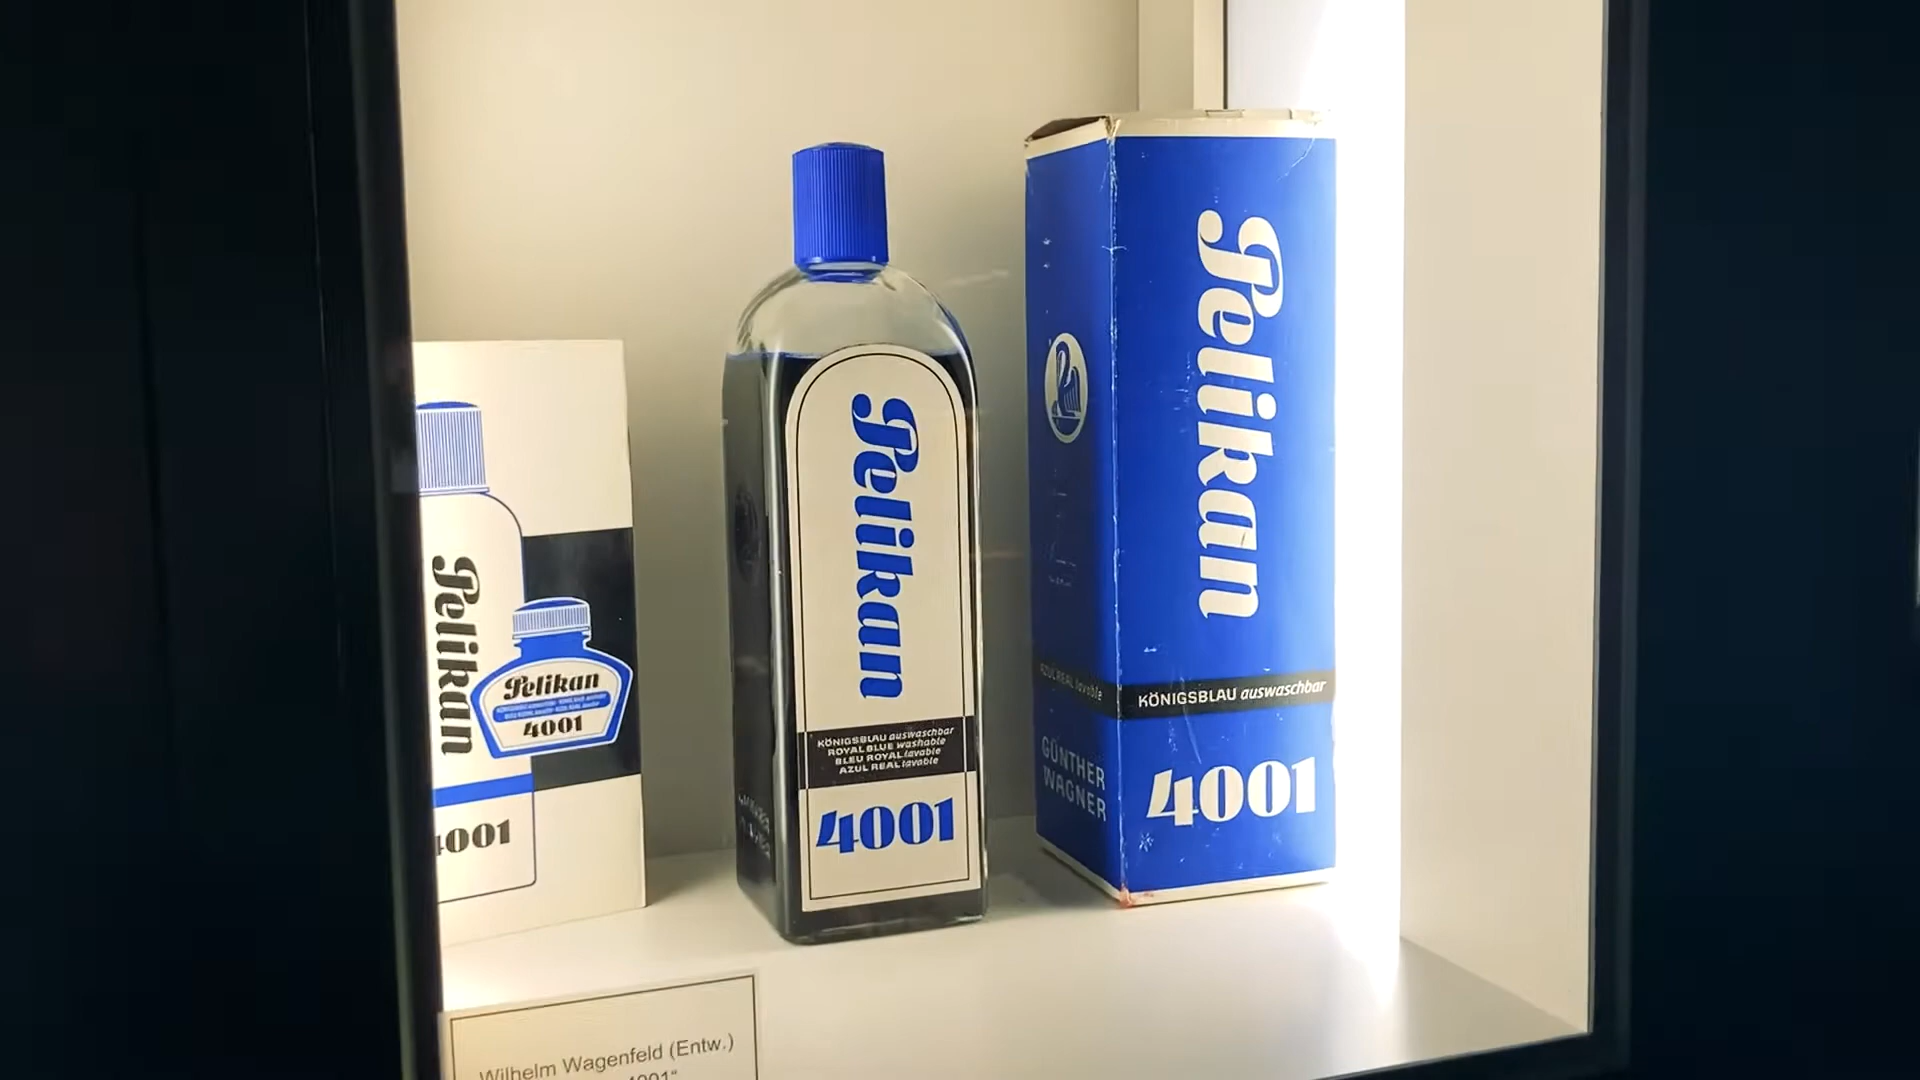 Pelikan
4001
Pelikan
4001
Pelikan
KÖNIGSBLAU auswaschbar
ROYAL BLUE washable
BLEU ROYAL lavable
AZUL REAL lavable
4001
AZUL REAL lavable
GÜNTHER
WAGNER
Pelikan
KÖNIGSBLAU auswaschbar
4001
Wilhelm Wagenfeld (Entw.)
4001“